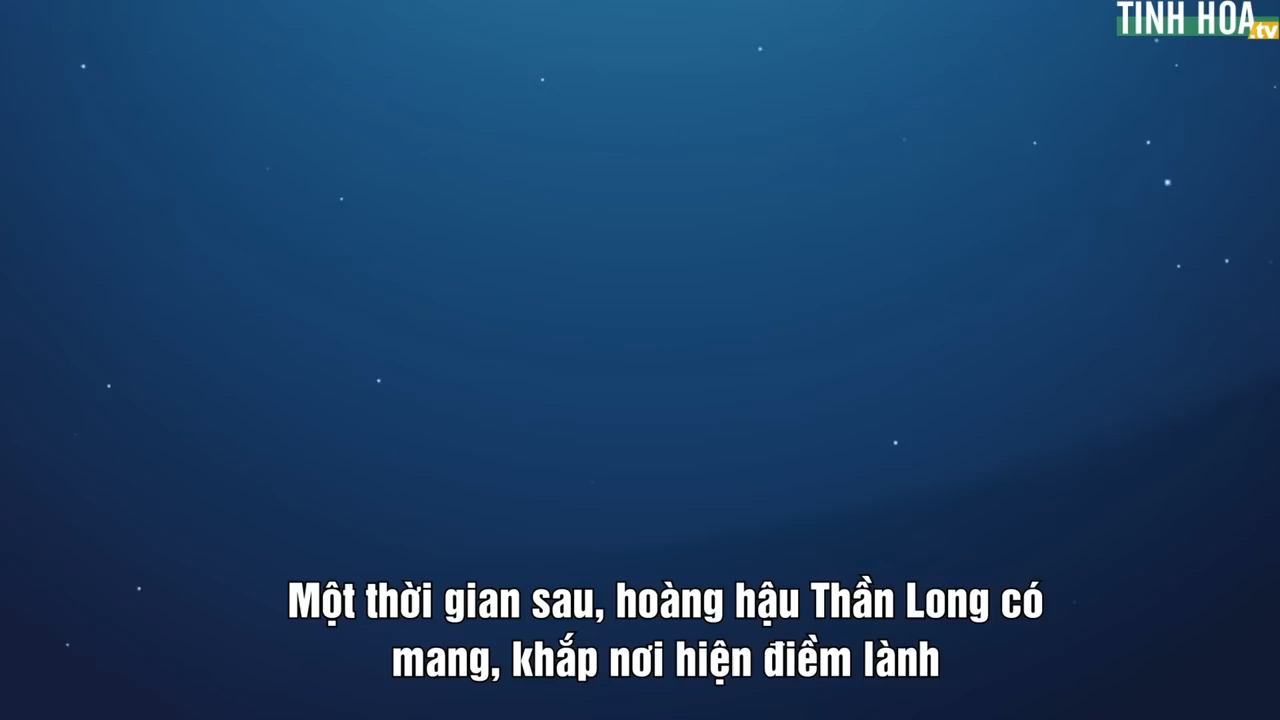 TINH HOA
.tv
Một thời gian sau, hoàng hậu Thần Long có
mang, khắp nơi hiện điềm lành